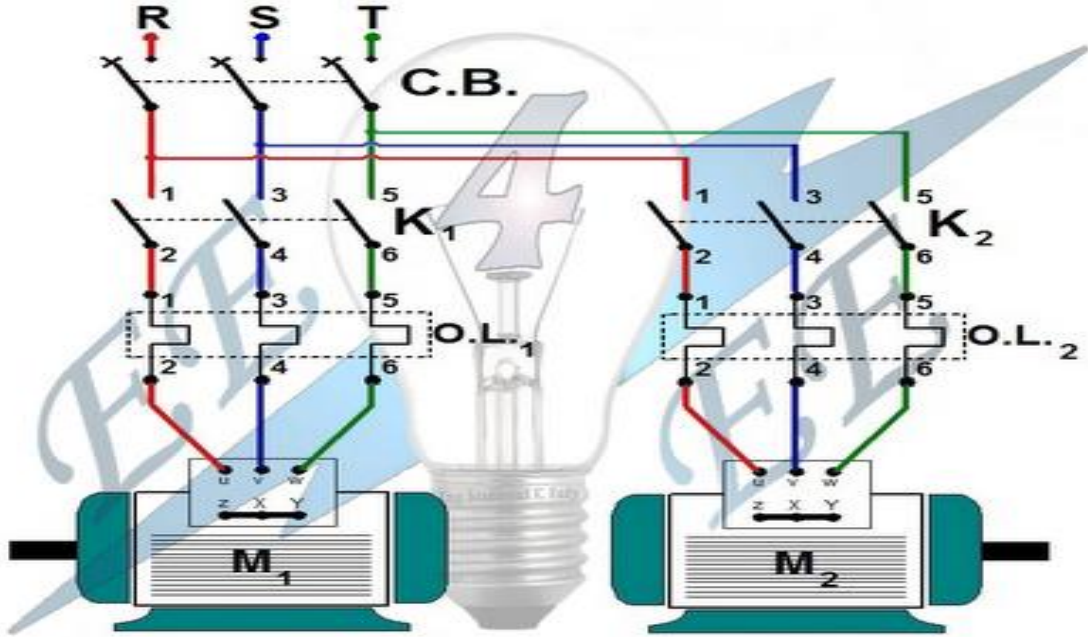 R S T
C.B.
1 3 5 1 3 5
K1 K2
2 4 6 2 4 6
1 3 5 1 3 5
O.L.1 O.L.2
2 4 6 2 4 6
u v w u v w
z X Y z X Y
M1 M2
4
E.E E.E